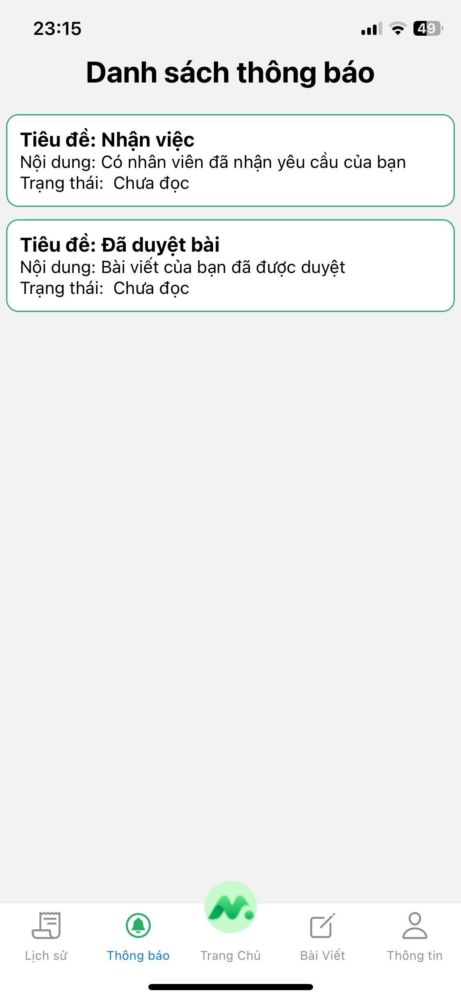 23:15
49
Danh sách thông báo
Tiêu đề: Nhận việc
Nội dung: Có nhân viên đã nhận yêu cầu của bạn
Trạng thái: Chưa đọc
Tiêu đề: Đã duyệt bài
Nội dung: Bài viết của bạn đã được duyệt
Trạng thái: Chưa đọc
Lịch sử
Thông báo
Trang Chủ
Bài Viết
Thông tin